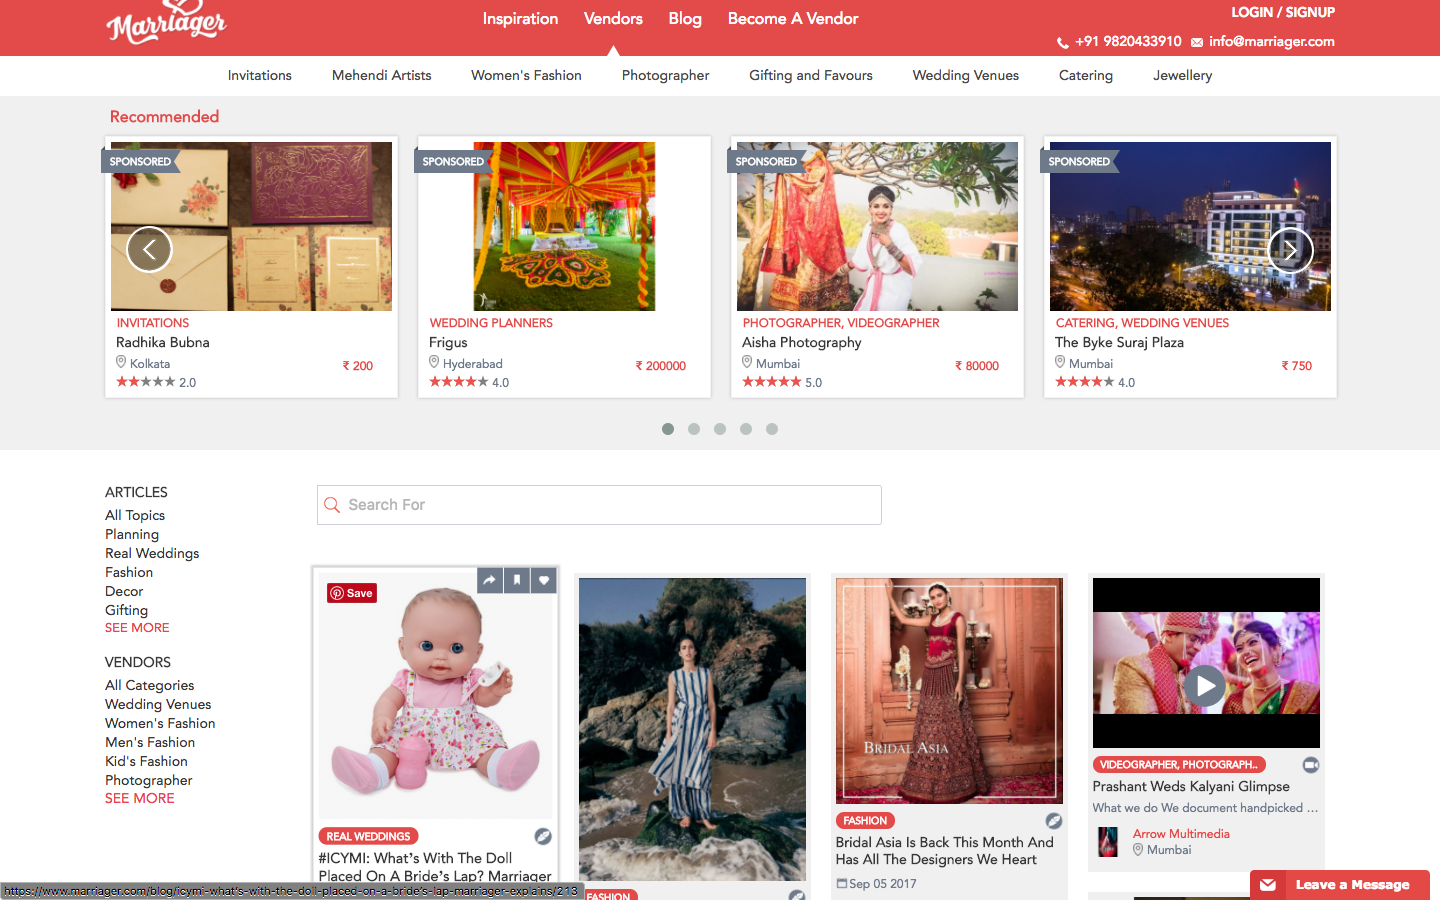 Marriager
Inspiration
Vendors
Blog
Become A Vendor
LOGIN / SIGNUP
+91 9820433910
info@marriager.com
Invitations
Mehendi Artists
Women's Fashion
Photographer
Gifting and Favours
Wedding Venues
Catering
Jewellery
Recommended
SPONSORED
INVITATIONS
Radhika Bubna
Kolkata
₹ 200
2.0
SPONSORED
WEDDING PLANNERS
Frigus
Hyderabad
₹ 200000
4.0
SPONSORED
PHOTOGRAPHER, VIDEOGRAPHER
Aisha Photography
Mumbai
₹ 80000
5.0
SPONSORED
CATERING, WEDDING VENUES
The Byke Suraj Plaza
Mumbai
₹ 750
4.0
ARTICLES
All Topics
Planning
Real Weddings
Fashion
Decor
Gifting
SEE MORE
VENDORS
All Categories
Wedding Venues
Women's Fashion
Men's Fashion
Kid's Fashion
Photographer
SEE MORE
Search For
Save
REAL WEDDINGS
#ICYMI: What's With The Doll
Placed On A Bride's Lap? Marriager
FASHION
BRIDAL ASIA
FASHION
Bridal Asia Is Back This Month And
Has All The Designers We Heart
Sep 05 2017
VIDEOGRAPHER, PHOTOGRAPH..
Prashant Weds Kalyani Glimpse
What we do We document handpicked ...
Arrow Multimedia
Mumbai
Leave a Message
https://www.marriager.com/blog/icymi-what's-with-the-doll-placed-on-a-bride's-lap-marriager-explains/213